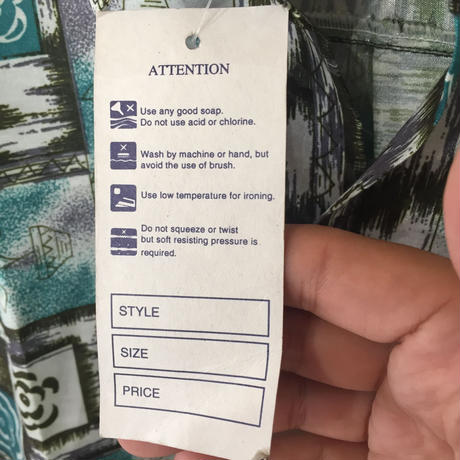 ATTENTION
Use any good soap.
Do not use acid or chlorine.
Wash by machine or hand, but
avoid the use of brush.
Use low temperature for ironing.
Do not squeeze or twist
but soft resisting pressure is
required.
STYLE
SIZE
PRICE